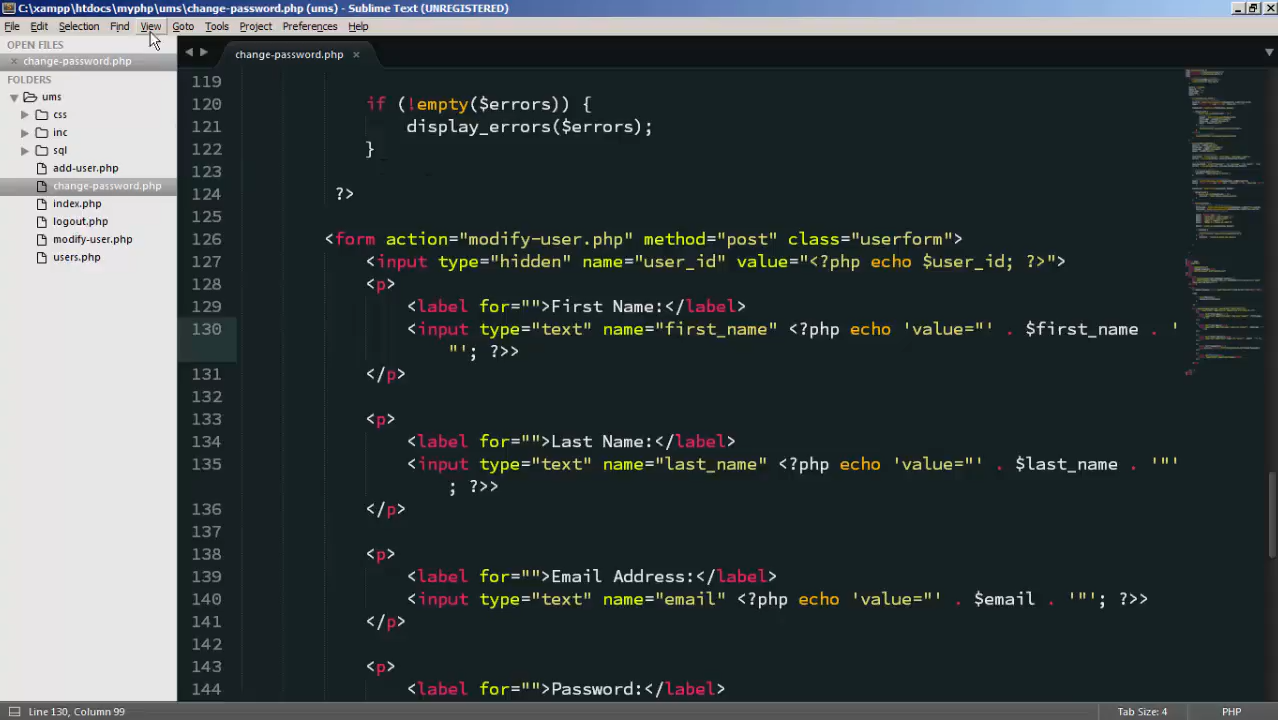 C:\xampp\htdocs\myphp\ums\change-password.php (ums) - Sublime Text (UNREGISTERED)
File Edit Selection Find View Goto Tools Project Preferences Help
OPEN FILES
× change-password.php
FOLDERS
ums
css
inc
sql
add-user.php
change-password.php
index.php
logout.php
modify-user.php
users.php
change-password.php ×
119
120 if (!empty($errors)) {
121 display_errors($errors);
122 }
123
124 ?>
125
126 <form action="modify-user.php" method="post" class="userform">
127 <input type="hidden" name="user_id" value="<?php echo $user_id; ?>">
128 <p>
129 <label for="">First Name:</label>
130 <input type="text" name="first_name" <?php echo 'value="' . $first_name . '
"'; ?>>
131 </p>
132
133 <p>
134 <label for="">Last Name:</label>
135 <input type="text" name="last_name" <?php echo 'value="' . $last_name . '"'
; ?>>
136 </p>
137
138 <p>
139 <label for="">Email Address:</label>
140 <input type="text" name="email" <?php echo 'value="' . $email . '"'; ?>>
141 </p>
142
143 <p>
144 <label for="">Password:</label>
Line 130, Column 99
Tab Size: 4
PHP